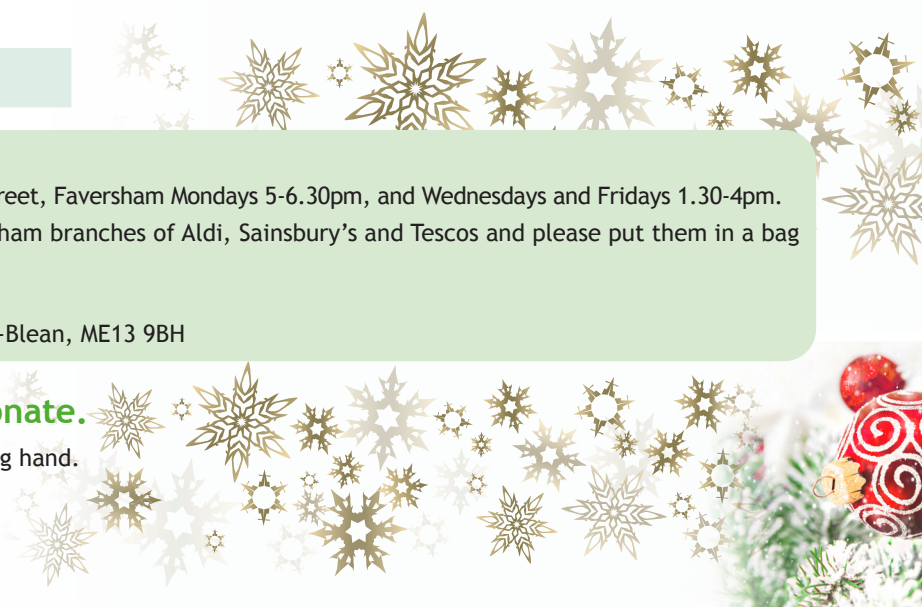 reet, Faversham Mondays 5-6.30pm, and Wednesdays and Fridays 1.30-4pm.
ham branches of Aldi, Sainsbury's and Tescos and please put them in a bag
-Blean, ME13 9BH
onate.
g hand.